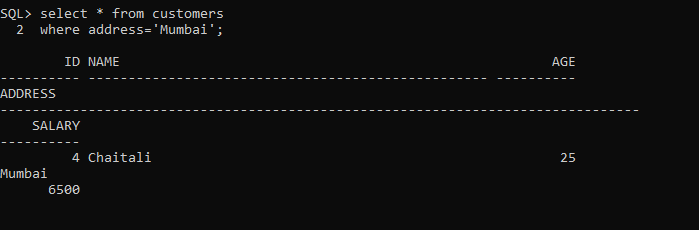 SQL> select * from customers
  2  where address='Mumbai';

        ID NAME                                                      AGE
---------- -------------------------------------------------- ----------
ADDRESS
--------------------------------------------------------------------------------
    SALARY
----------
         4 Chaitali                                                   25
Mumbai
      6500